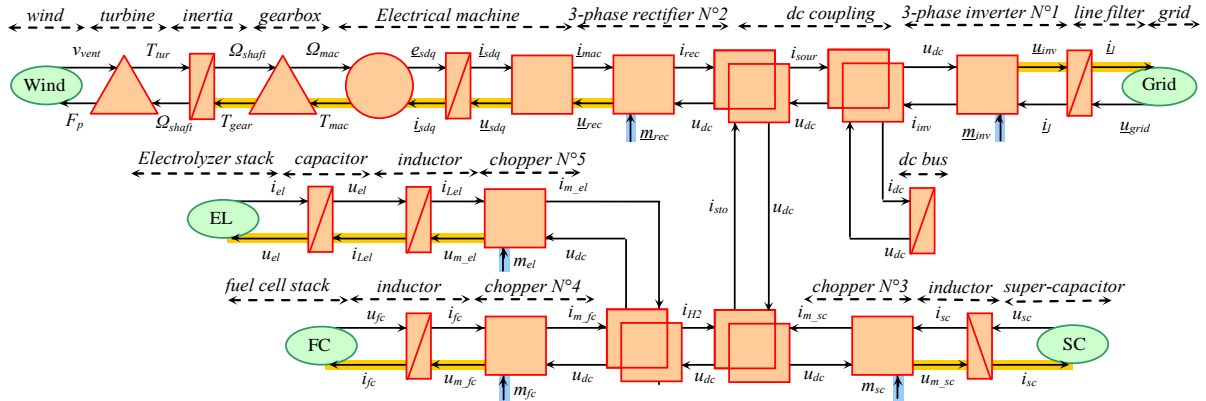 wind turbine inertia gearbox Electrical machine 3-phase rectifier N°2 dc coupling 3-phase inverter N°1 line filter grid
v_vent T_tur Ω_shaft Ω_mac e_sdq i_sdq i_mac i_rec i_sour u_dc u_inv i_l
Wind Grid
F_p Ω_shaft T_gear T_mac i_sdq u_sdq u_rec m_rec u_dc u_dc i_inv m_inv i_l u_grid
Electrolyzer stack capacitor inductor chopper N°5 dc bus
i_el u_el i_Lel i_m_el i_sto u_dc i_dc
EL
u_el i_Lel u_m_el m_el u_dc u_dc
fuel cell stack inductor chopper N°4 chopper N°3 inductor super-capacitor
u_fc i_fc i_m_fc i_H2 i_m_sc i_sc u_sc
FC SC
i_fc u_m_fc m_fc u_dc u_dc u_dc m_sc u_m_sc i_sc